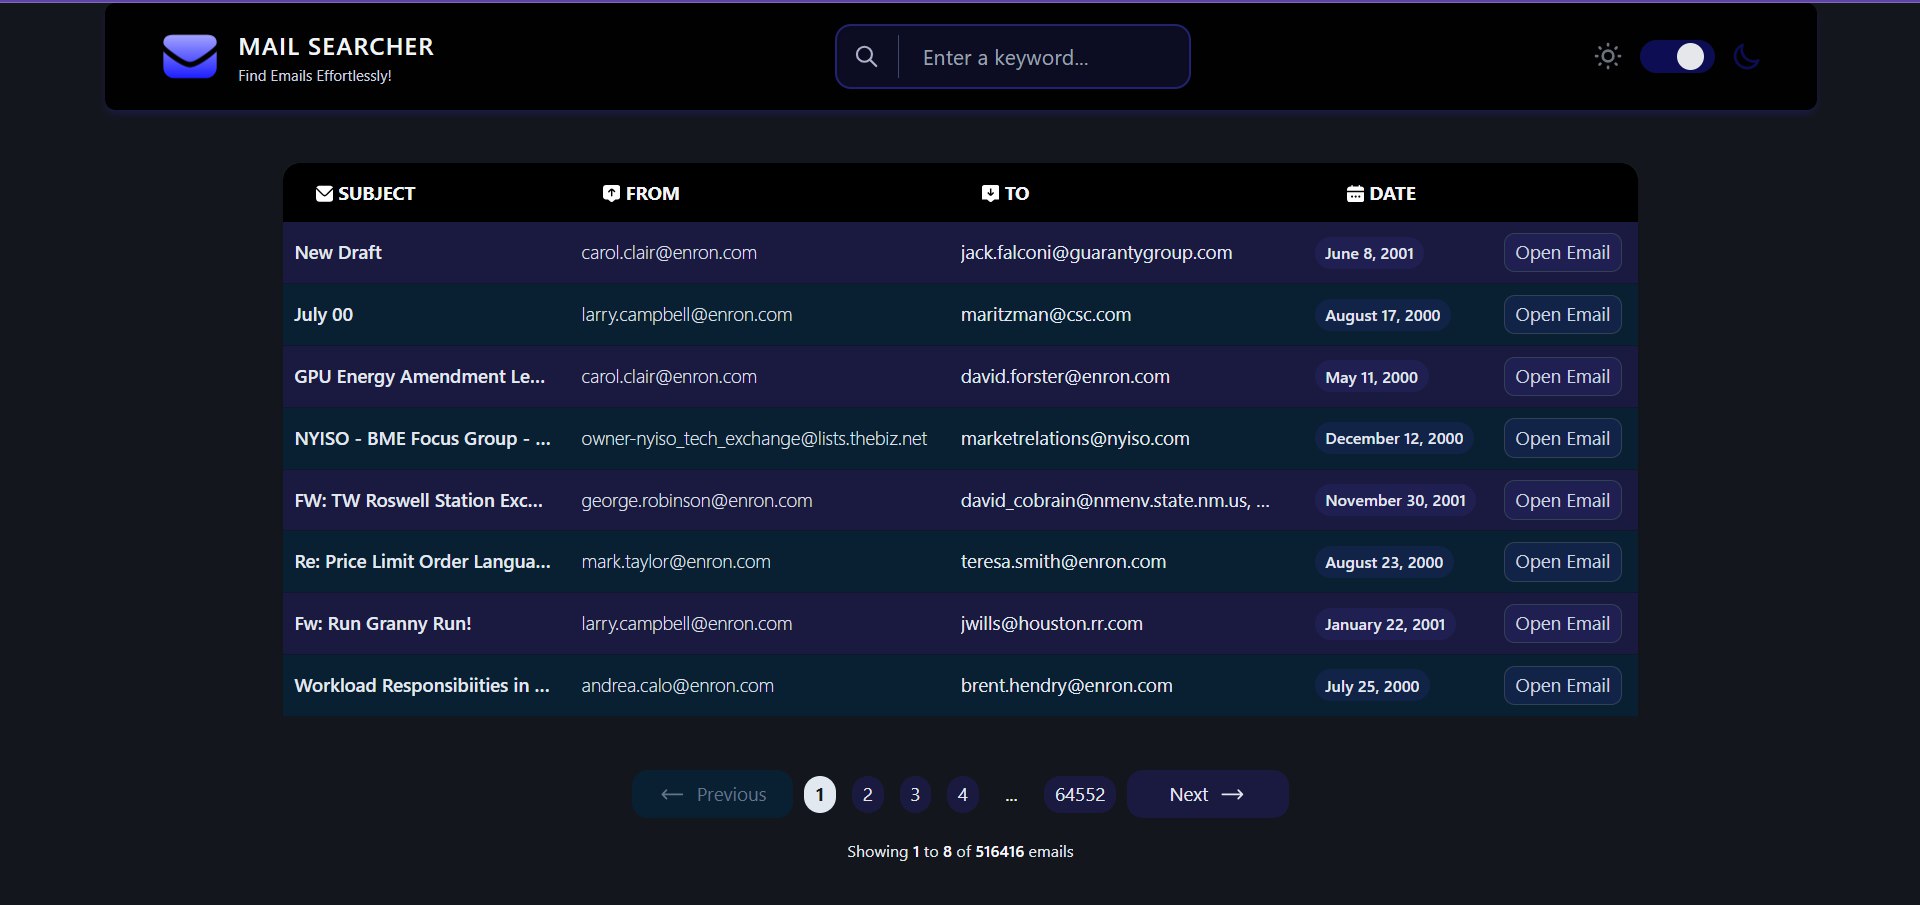 MAIL SEARCHER
Find Emails Effortlessly!
Enter a keyword...
SUBJECT FROM TO DATE
New Draft carol.clair@enron.com jack.falconi@guarantygroup.com June 8, 2001 Open Email
July 00 larry.campbell@enron.com maritzman@csc.com August 17, 2000 Open Email
GPU Energy Amendment Le... carol.clair@enron.com david.forster@enron.com May 11, 2000 Open Email
NYISO - BME Focus Group - ... owner-nyiso_tech_exchange@lists.thebiz.net marketrelations@nyiso.com December 12, 2000 Open Email
FW: TW Roswell Station Exc... george.robinson@enron.com david_cobrain@nmenv.state.nm.us, ... November 30, 2001 Open Email
Re: Price Limit Order Langua... mark.taylor@enron.com teresa.smith@enron.com August 23, 2000 Open Email
Fw: Run Granny Run! larry.campbell@enron.com jwills@houston.rr.com January 22, 2001 Open Email
Workload Responsibiities in ... andrea.calo@enron.com brent.hendry@enron.com July 25, 2000 Open Email
← Previous 1 2 3 4 ... 64552 Next →
Showing 1 to 8 of 516416 emails